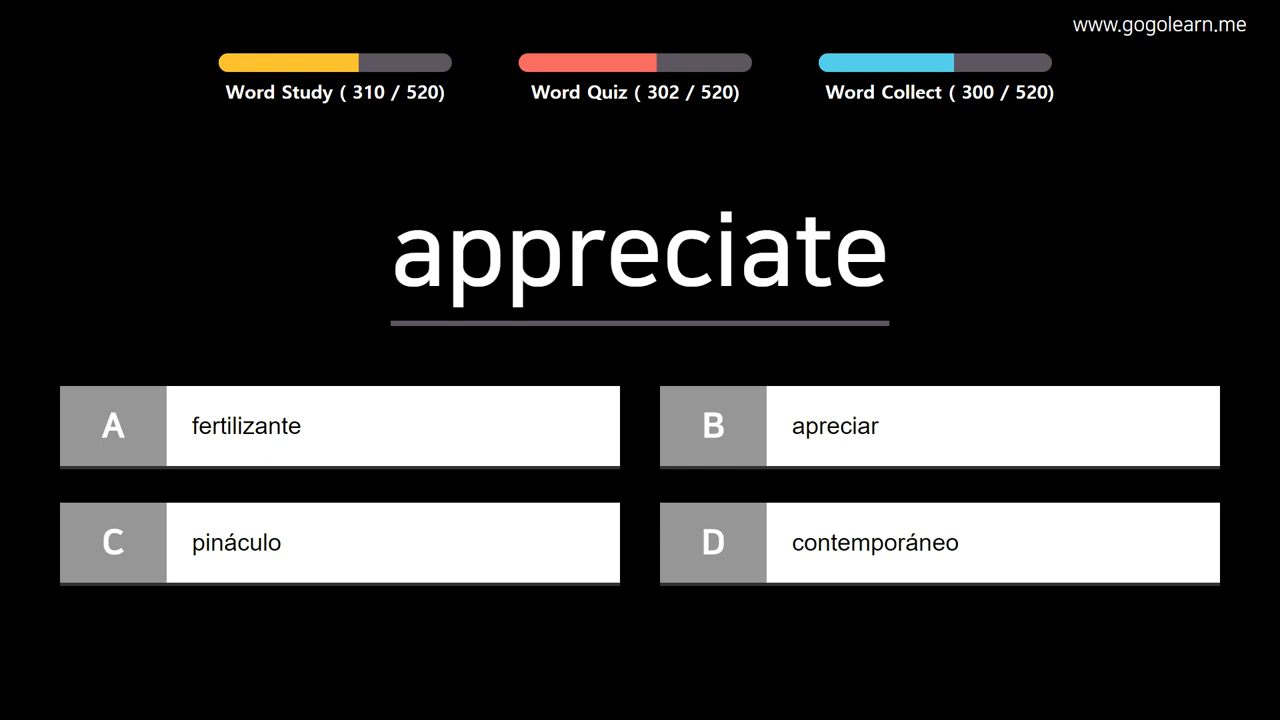 www.gogolearn.me
Word Study ( 310 / 520)
Word Quiz ( 302 / 520)
Word Collect ( 300 / 520)
appreciate
A fertilizante
B apreciar
C pináculo
D contemporáneo